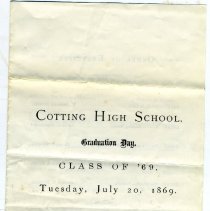 COTTING HIGH SCHOOL.
Graduation Day.
CLASS OF '69.
Tuesday, July 20, 1869.